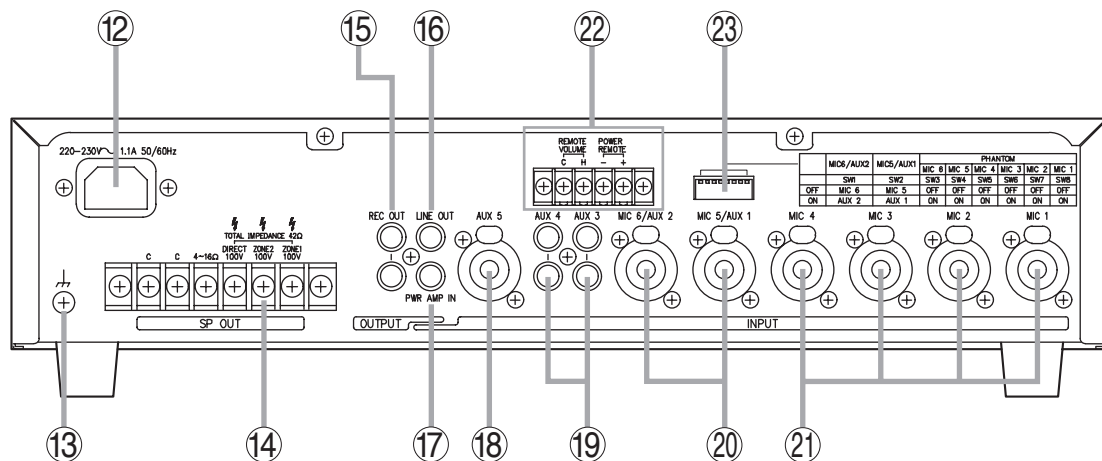 12
15
16
22
23
220-230V~ 1.1A 50/60Hz
REMOTE VOLUME
POWER REMOTE
C H - +
MIC6/AUX2 MIC5/AUX1 PHANTOM
MIC 6 MIC 5 MIC 4 MIC 3 MIC 2 MIC 1
SW1 SW2 SW3 SW4 SW5 SW6 SW7 SW8
OFF MIC 6 MIC 5 OFF OFF OFF OFF OFF OFF
ON AUX 2 AUX 1 ON ON ON ON ON ON
REC OUT LINE OUT AUX 5 AUX 4 AUX 3 MIC 6/AUX 2 MIC 5/AUX 1 MIC 4 MIC 3 MIC 2 MIC 1
TOTAL IMPEDANCE 42Ω
C C 4~16Ω DIRECT 100V ZONE2 100V ZONE1 100V
PWR AMP IN
SP OUT
OUTPUT
INPUT
13
14
17
18
19
20
21